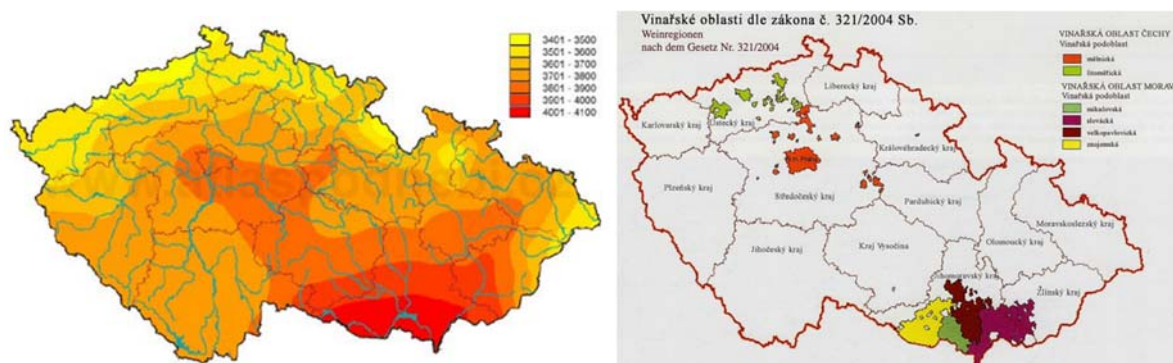 3401 - 3500
3501 - 3600
3601 - 3700
3701 - 3800
3801 - 3900
3901 - 4000
4001 - 4100
Vinařské oblasti dle zákona č. 321/2004 Sb.
Weinregionen
nach dem Gesetz Nr. 321/2004
VINAŘSKÁ OBLAST ČECHY
Vinařská podoblast
mělnická
litoměřická
VINAŘSKÁ OBLAST MORAV
Vinařská podoblast
mikulovská
slovácká
velkopavlovická
znojemská
Liberecký kraj
Karlovarský kraj
Ústecký kraj
Královéhradecký kraj
Plzeňský kraj
Středočeský kraj
Pardubický kraj
Moravskoslezský kraj
Olomoucký kraj
Jihočeský kraj
Kraj Vysočina
Jihomoravský kraj
Zlínský kraj